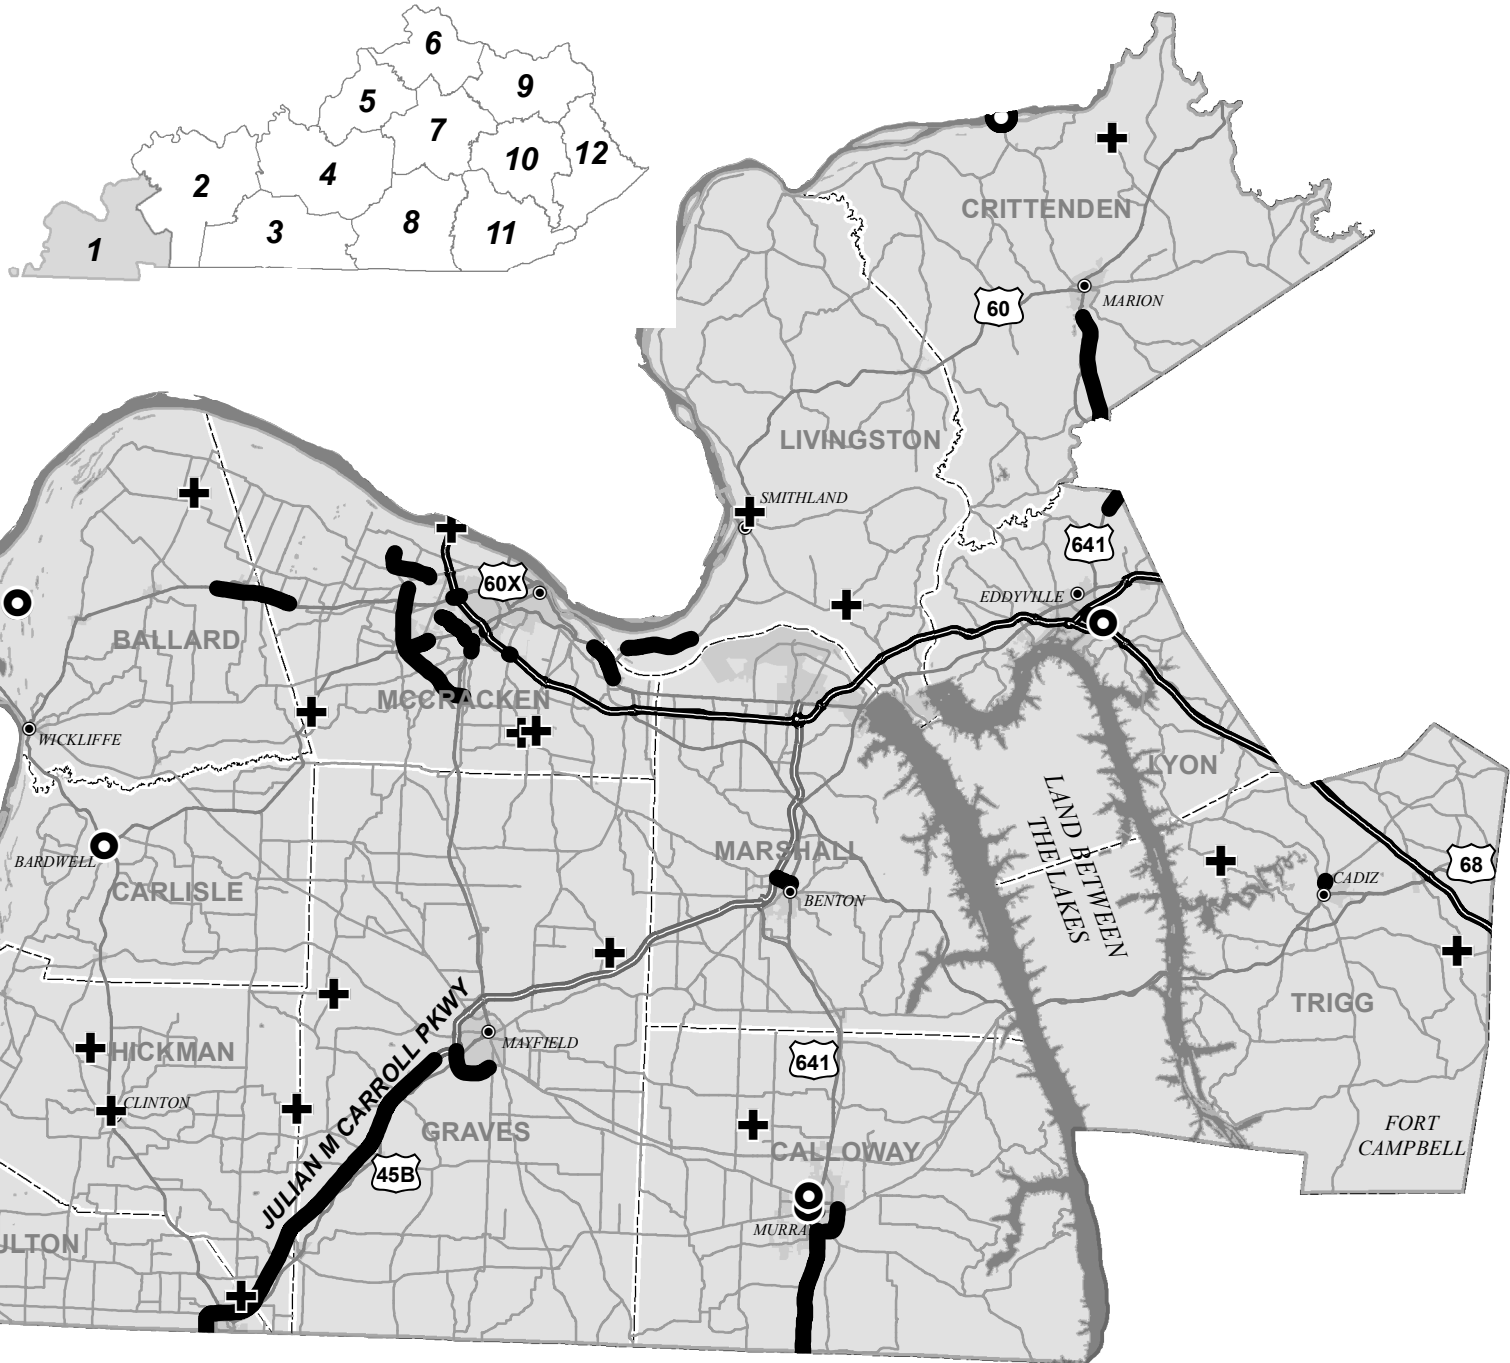 6
9
5
7
12
10
4
2
8
3
11
1
CRITTENDEN
60
MARION
LIVINGSTON
SMITHLAND
641
60X
EDDYVILLE
BALLARD
MCCRACKEN
WICKLIFFE
LYON
LAND BETWEEN
THE LAKES
MARSHALL
BARDWELL
68
CADIZ
CARLISLE
BENTON
TRIGG
JULIAN M CARROLL PKWY
MAYFIELD
HICKMAN
641
CLINTON
GRAVES
FORT
CAMPBELL
CALLOWAY
45B
MURRA
ULTON